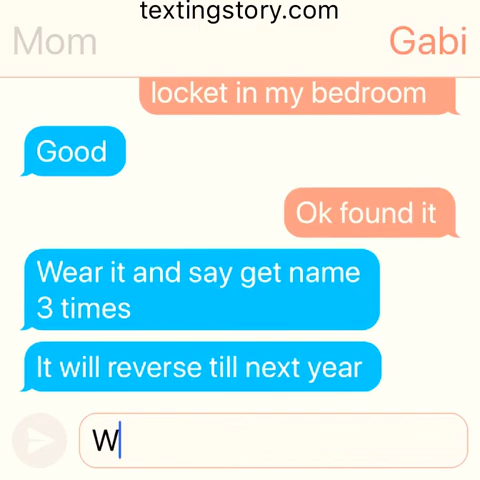 textingstory.com
Mom
Gabi
locket in my bedroom
Good
Ok found it
Wear it and say get name
3 times
It will reverse till next year
W